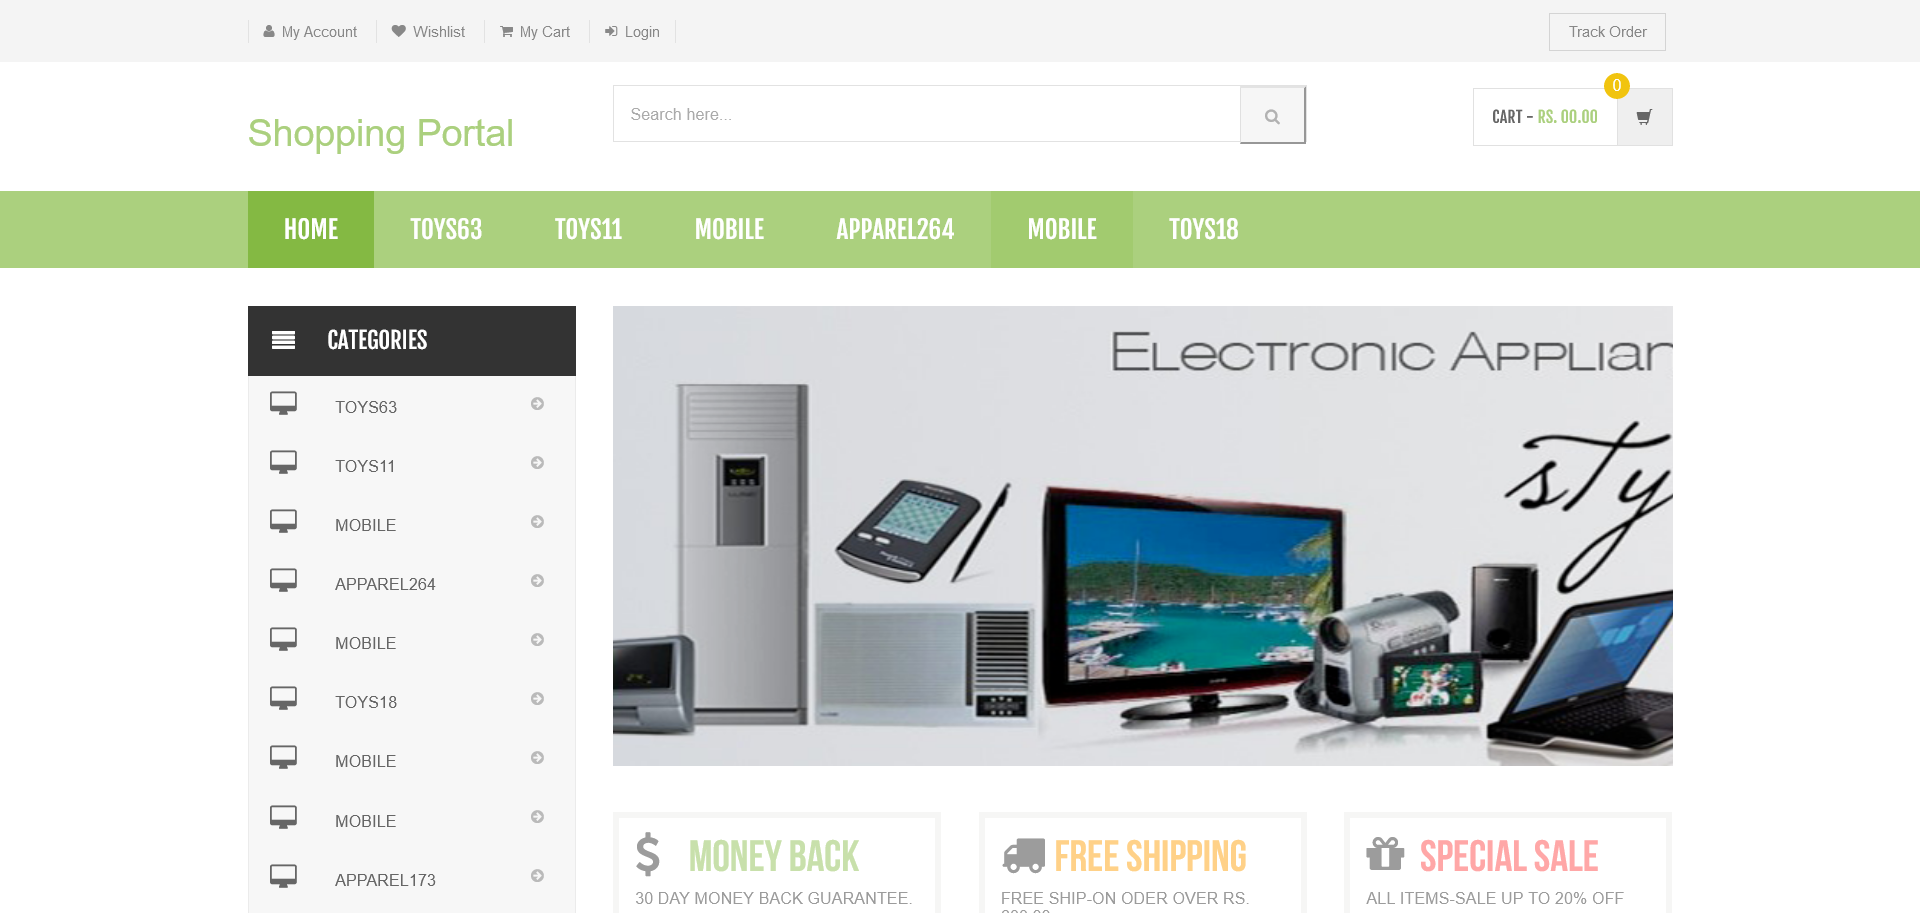 My Account
Wishlist
My Cart
Login
Track Order
Shopping Portal
Search here...
CART - RS. 00.00
0
HOME
TOYS63
TOYS11
MOBILE
APPAREL264
MOBILE
TOYS18
CATEGORIES
TOYS63
TOYS11
MOBILE
APPAREL264
MOBILE
TOYS18
MOBILE
MOBILE
APPAREL173
Electronic Applian
sty
MONEY BACK
30 DAY MONEY BACK GUARANTEE.
FREE SHIPPING
FREE SHIP-ON ODER OVER RS.
SPECIAL SALE
ALL ITEMS-SALE UP TO 20% OFF